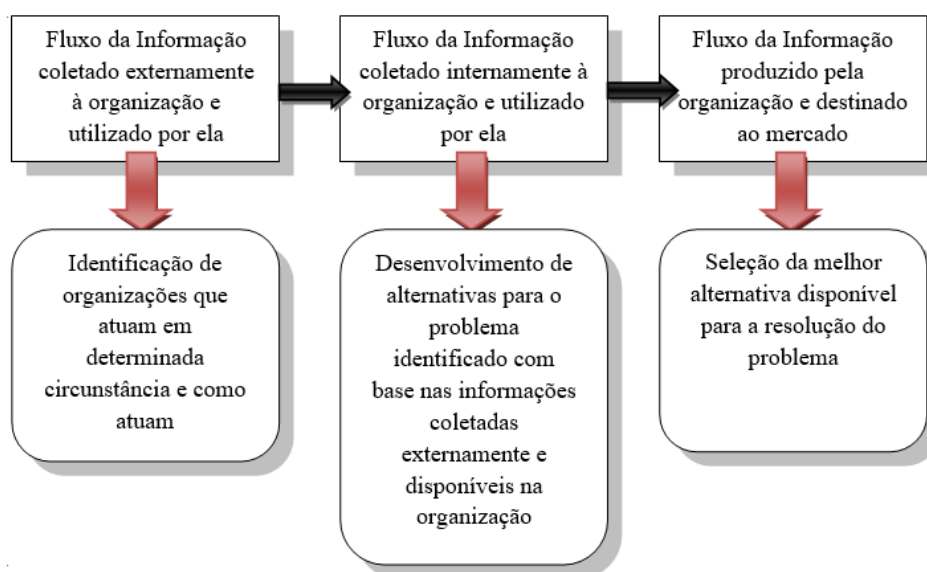 Fluxo da Informação
coletado externamente
à organização e
utilizado por ela
Fluxo da Informação
coletado internamente à
organização e utilizado
por ela
Fluxo da Informação
produzido pela
organização e destinado
ao mercado
Identificação de
organizações que
atuam em
determinada
circunstância e como
atuam
Desenvolvimento de
alternativas para o
problema
identificado com
base nas informações
coletadas
externamente e
disponíveis na
organização
Seleção da melhor
alternativa disponível
para a resolução do
problema